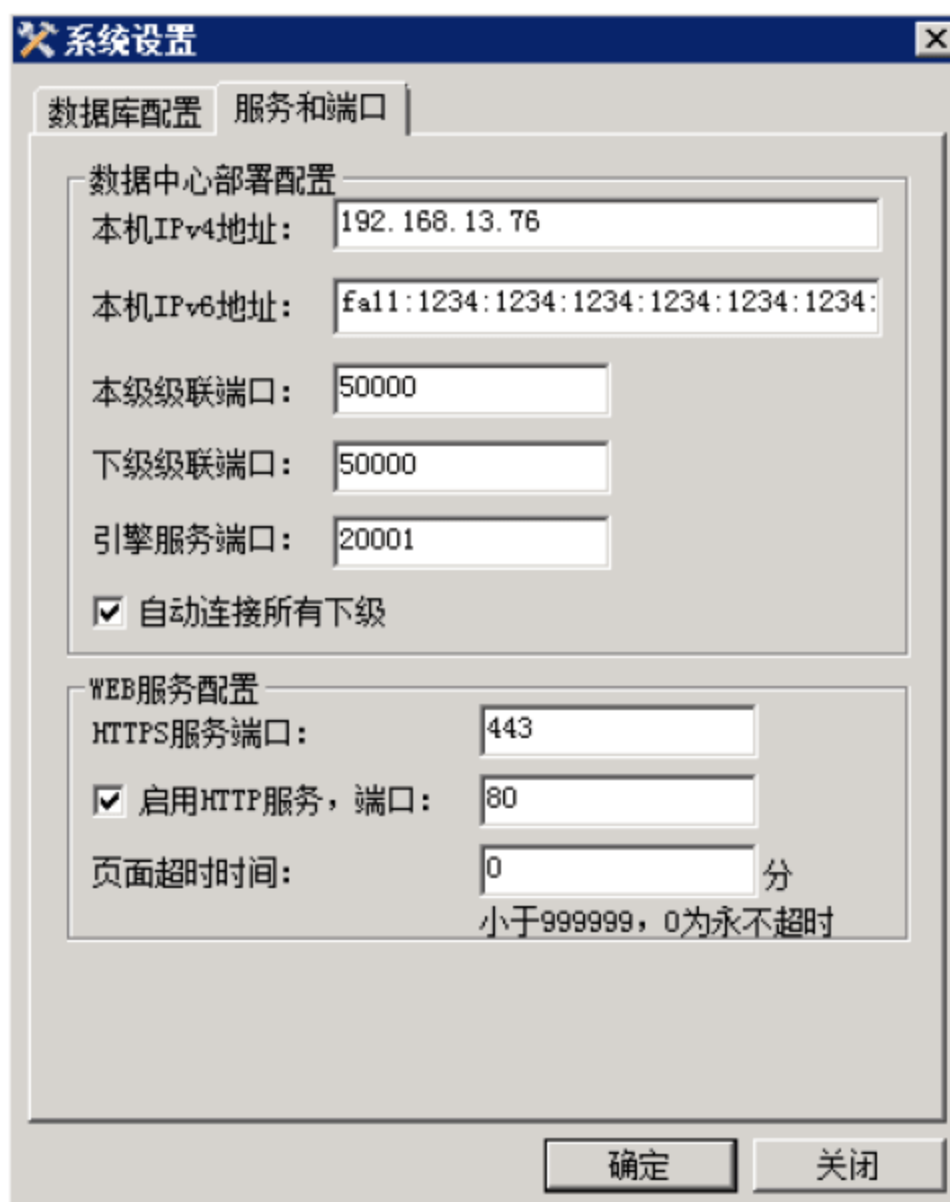 系统设置
数据库配置 服务和端口
数据中心部署配置
本机IPv4地址: 192.168.13.76
本机IPv6地址: fa11:1234:1234:1234:1234:1234:1234:
本级级联端口: 50000
下级级联端口: 50000
引擎服务端口: 20001
自动连接所有下级
WEB服务配置
HTTPS服务端口: 443
启用HTTP服务，端口: 80
页面超时时间: 0 分
小于999999，0为永不超时
确定 关闭